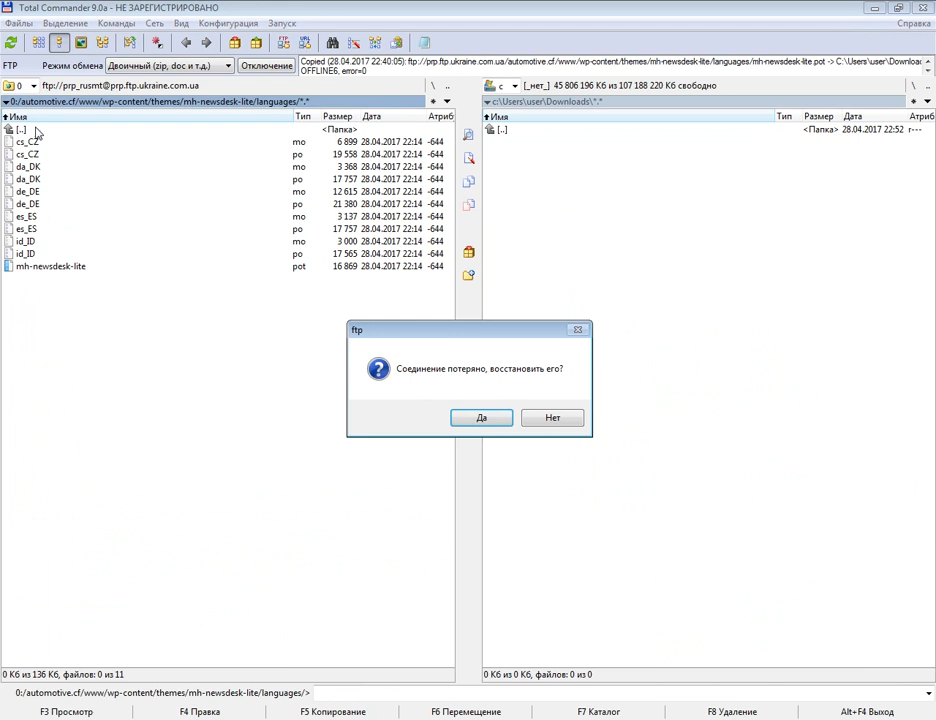 Total Commander 9.0a - НЕ ЗАРЕГИСТРИРОВАНО
Файлы Выделение Команды Сеть Вид Конфигурация Запуск Справка
FTP Режим обмена Двоичный (zip, doc и т.д.) Отключение
Copied (28.04.2017 22:40:05): ftp://prp.ftp.ukraine.com.ua/automotive.cf/www/wp-content/themes/mh-newsdesk-lite/languages/mh-newsdesk-lite.pot -> C:\Users\user\Downloa
OFFLINE6, error=0
0 ftp://prp_rusmt@prp.ftp.ukraine.com.ua \ ..
c [_нет_] 45 806 196 Кб из 107 188 220 Кб свободно \ ..
0:/automotive.cf/www/wp-content/themes/mh-newsdesk-lite/languages/*.* *
c:\Users\user\Downloads\*.* *
Имя Тип Размер Дата Атриб
Имя Тип Размер Дата Атриб
[..] <Папка>
[..] <Папка> 28.04.2017 22:52 r---
cs_CZ mo 6 899 28.04.2017 22:14 -644
cs_CZ po 19 558 28.04.2017 22:14 -644
da_DK mo 3 368 28.04.2017 22:14 -644
da_DK po 17 757 28.04.2017 22:14 -644
de_DE mo 12 615 28.04.2017 22:14 -644
de_DE po 21 380 28.04.2017 22:14 -644
es_ES mo 3 137 28.04.2017 22:14 -644
es_ES po 17 757 28.04.2017 22:14 -644
id_ID mo 3 000 28.04.2017 22:14 -644
id_ID po 17 565 28.04.2017 22:14 -644
mh-newsdesk-lite pot 16 869 28.04.2017 22:14 -644
ftp
Соединение потеряно, восстановить его?
Да Нет
0 Кб из 136 Кб, файлов: 0 из 11
0 Кб из 0 Кб, файлов: 0 из 0
0:/automotive.cf/www/wp-content/themes/mh-newsdesk-lite/languages/>
F3 Просмотр F4 Правка F5 Копирование F6 Перемещение F7 Каталог F8 Удаление Alt+F4 Выход